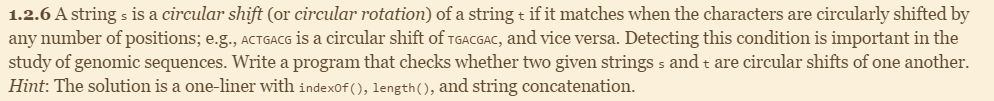 1.2.6 A string s is a circular shift (or circular rotation) of a string t if it matches when the characters are circularly shifted by
any number of positions; e.g., ACTGACG is a circular shift of TGACGAC, and vice versa. Detecting this condition is important in the
study of genomic sequences. Write a program that checks whether two given strings s and t are circular shifts of one another.
Hint: The solution is a one-liner with indexOf(), length(), and string concatenation.